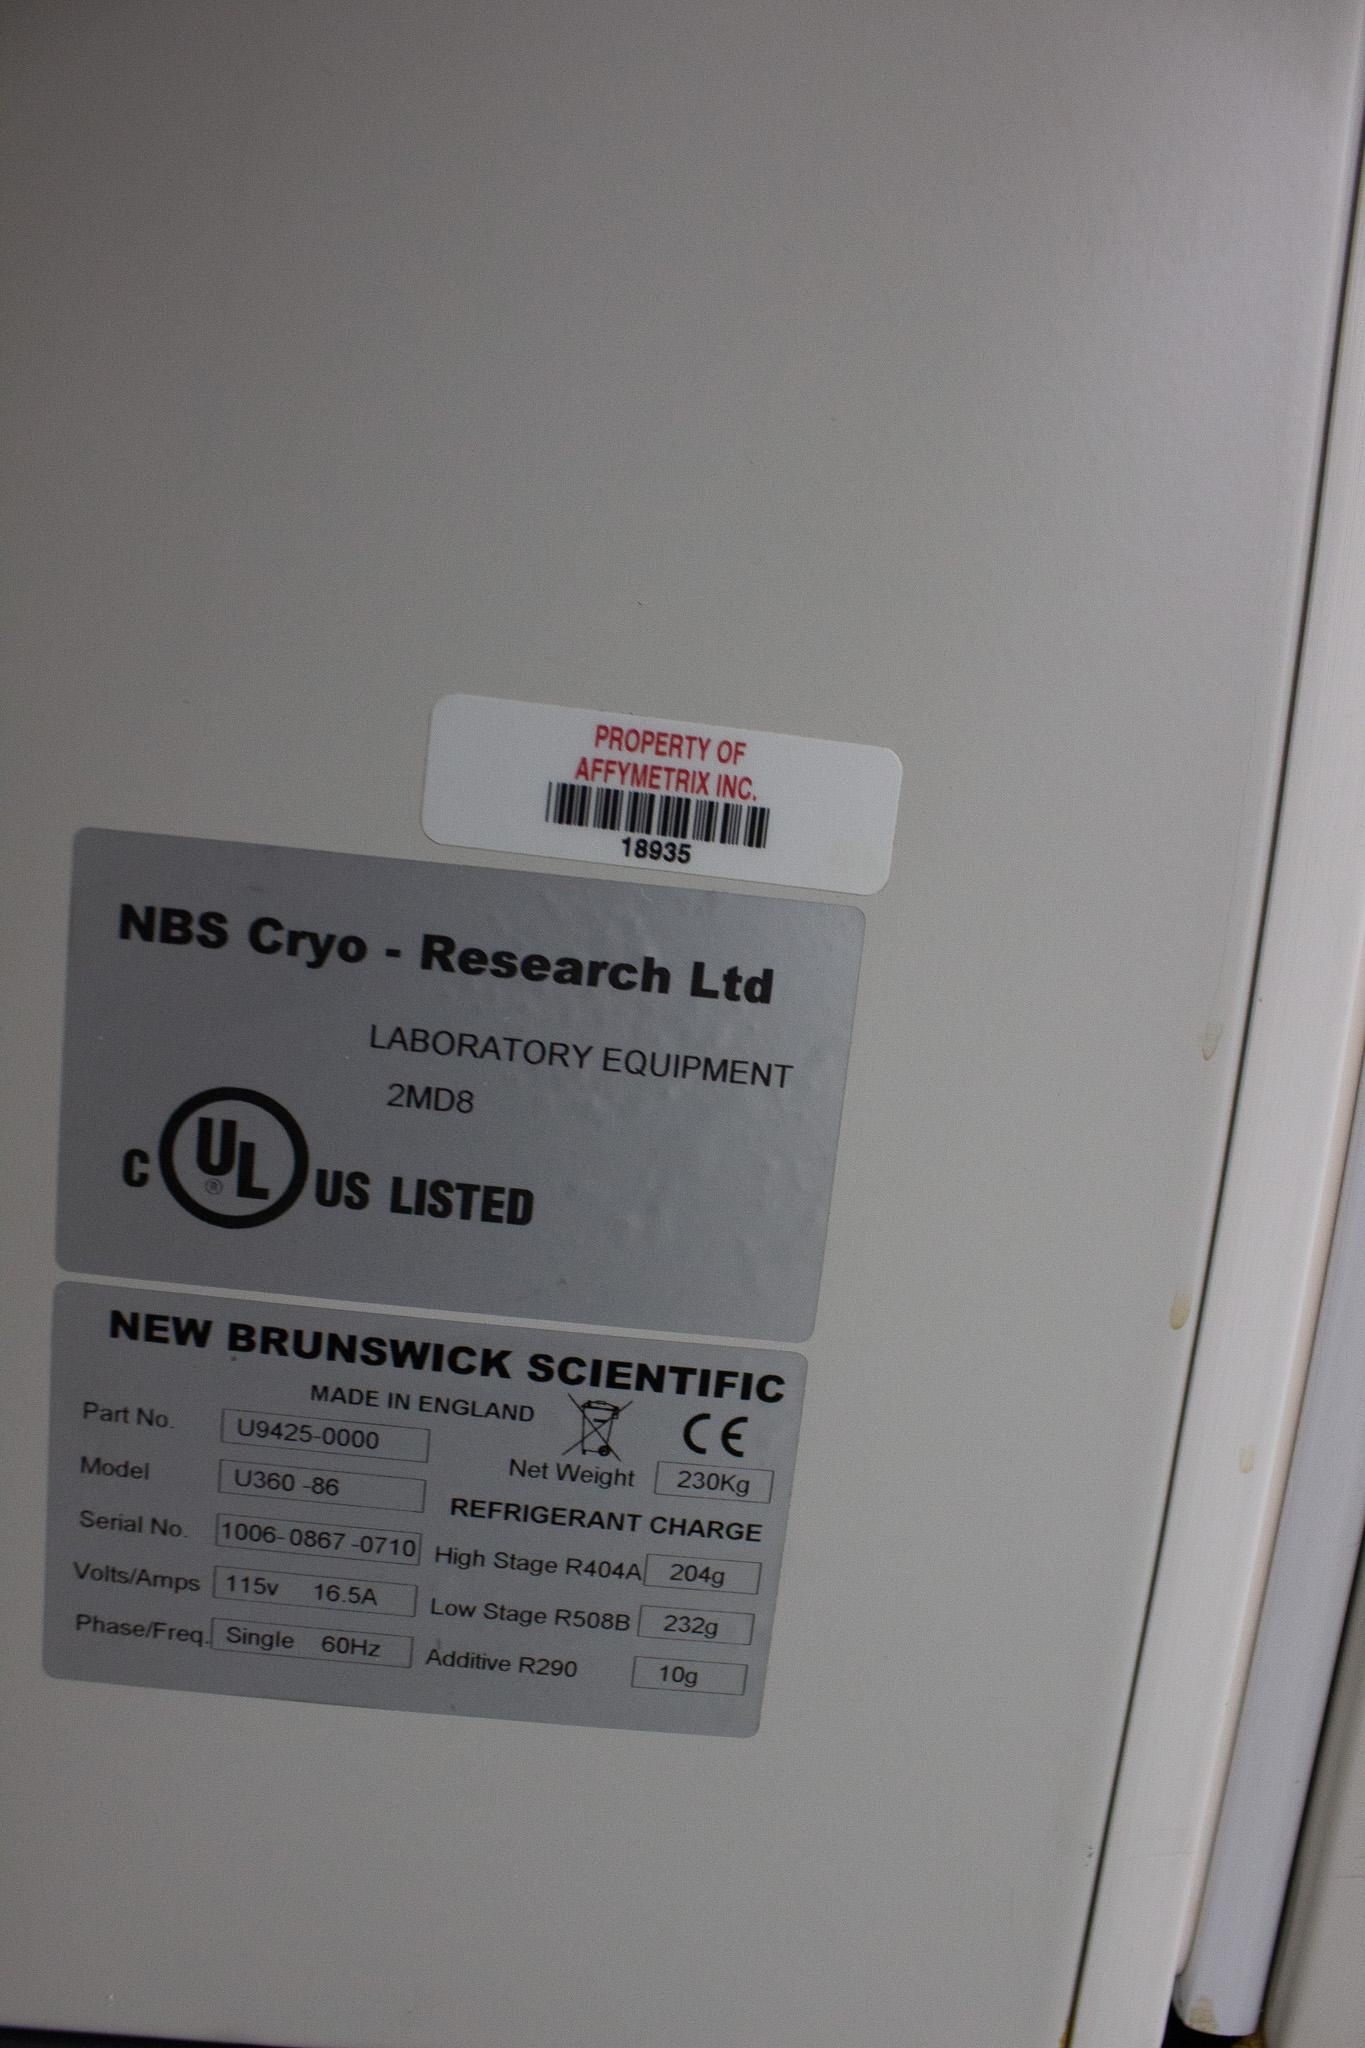 PROPERTY OF
AFFYMETRIX INC.
18935
NBS Cryo - Research Ltd
LABORATORY EQUIPMENT
2MD8
C UL ® US LISTED
NEW BRUNSWICK SCIENTIFIC
MADE IN ENGLAND
CE
Part No. U9425-0000
Net Weight 230Kg
Model U360 -86
REFRIGERANT CHARGE
Serial No. 1006-0867-0710
High Stage R404A 204g
Volts/Amps 115v 16.5A
Low Stage R508B 232g
Phase/Freq. Single 60Hz
Additive R290 10g